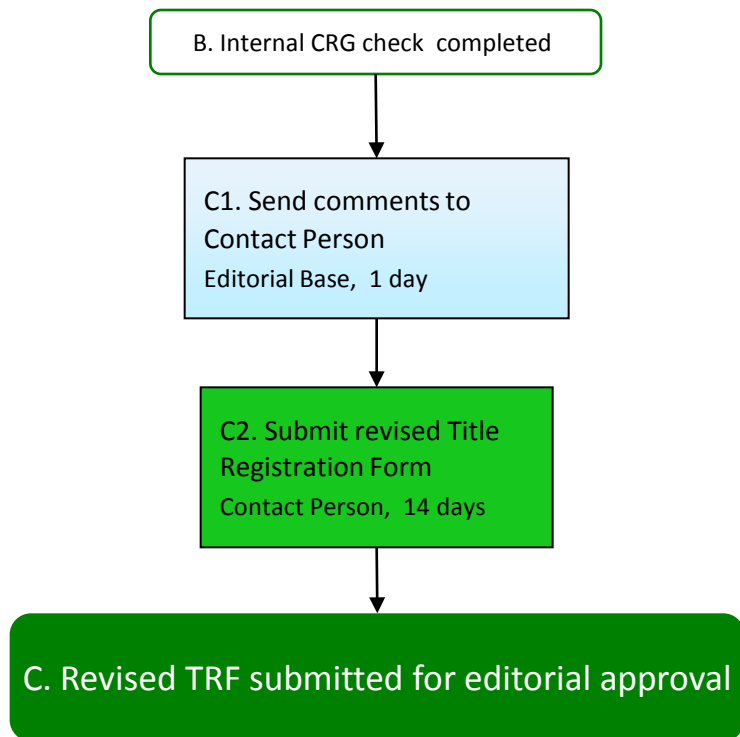 B. Internal CRG check  completed
C1. Send comments to
Contact Person
Editorial Base,  1 day
C2. Submit revised Title
Registration Form
Contact Person,  14 days
C. Revised TRF submitted for editorial approval